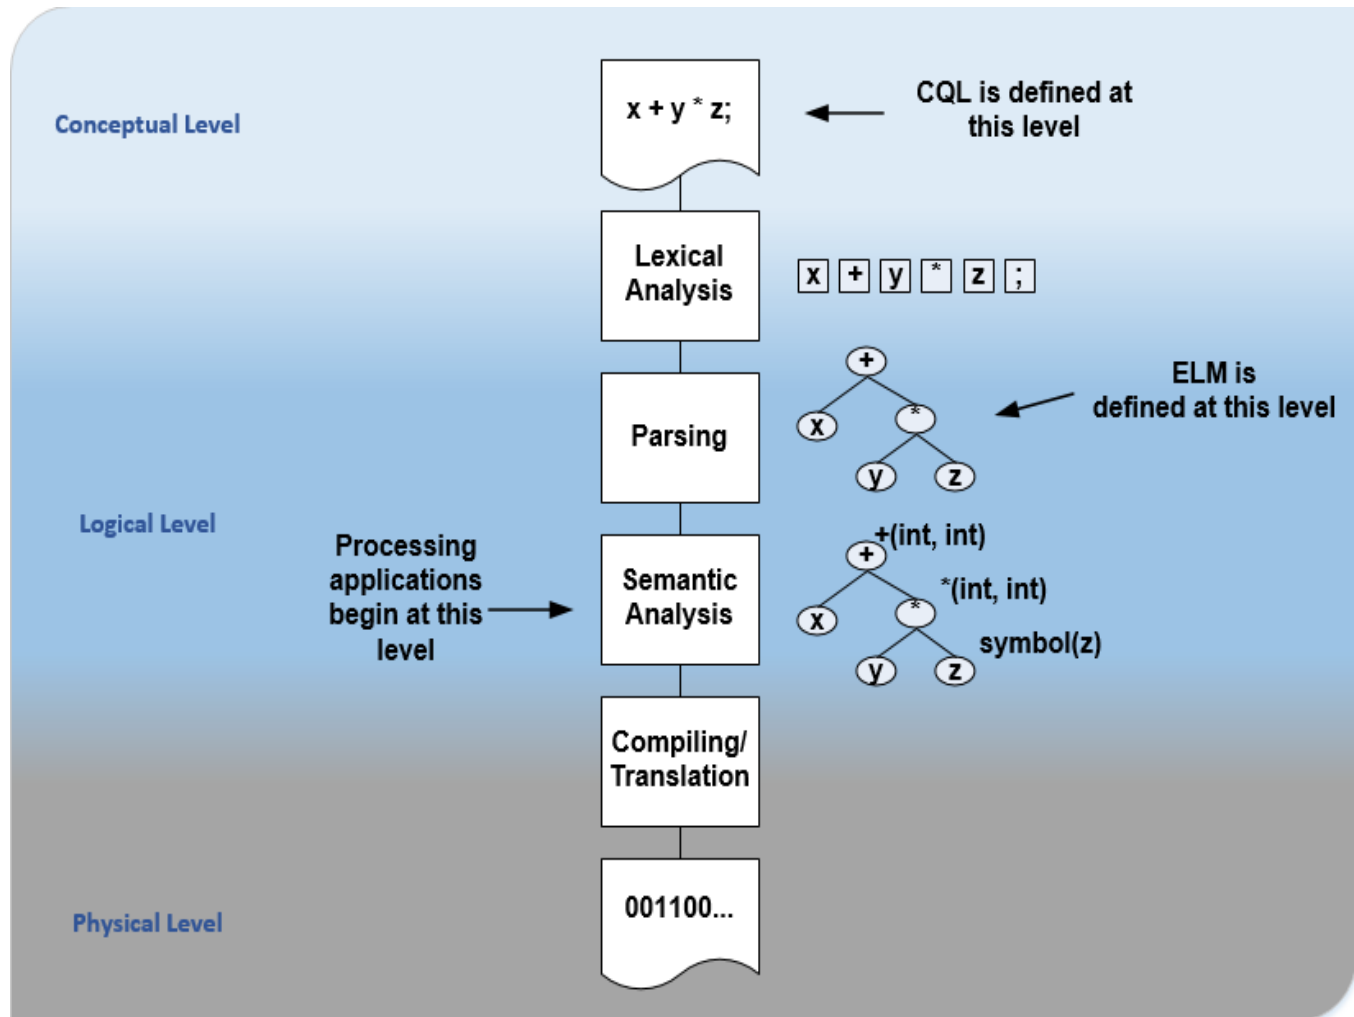 Conceptual Level
x + y * z;
CQL is defined at
this level
Lexical
Analysis
x + y * z ;
Parsing
+
x *
y z
ELM is
defined at this level
Logical Level
Processing
applications
begin at this
level
Semantic
Analysis
+(int, int)
+
*(int, int)
x *
symbol(z)
y z
Compiling/
Translation
001100...
Physical Level